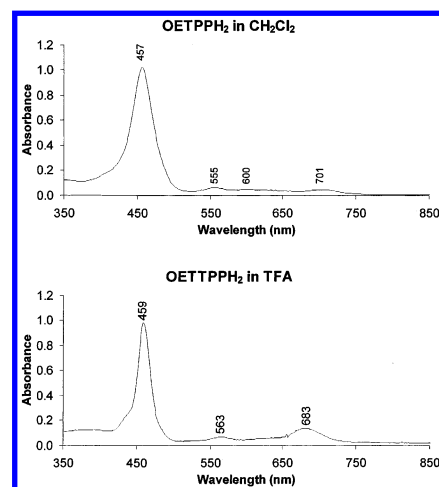 OETPPH₂ in CH₂Cl₂
1.2
1.0
0.8
0.6
0.4
0.2
0.0
Absorbance
457
555
600
701
350 450 550 650 750 850
Wavelength (nm)
OETTPPH₂ in TFA
1.2
1.0
0.8
0.6
0.4
0.2
0.0
Absorbance
459
563
683
350 450 550 650 750 850
Wavelength (nm)